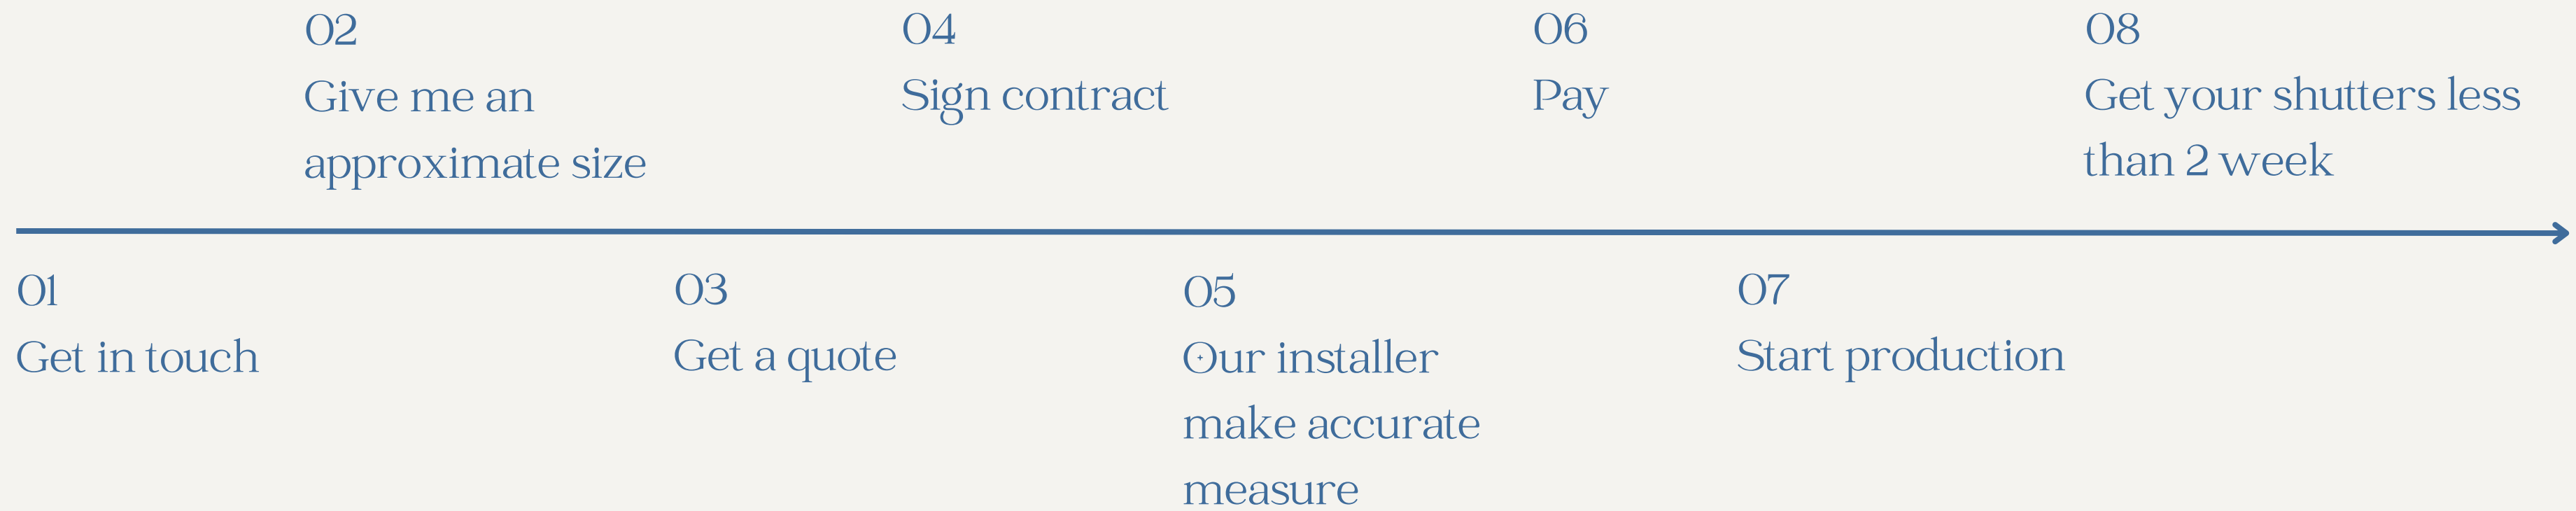 01
Get in touch
02
Give me an
approximate size
03
Get a quote
04
Sign contract
05
Our installer
make accurate
measure
06
Pay
07
Start production
08
Get your shutters less
than 2 week